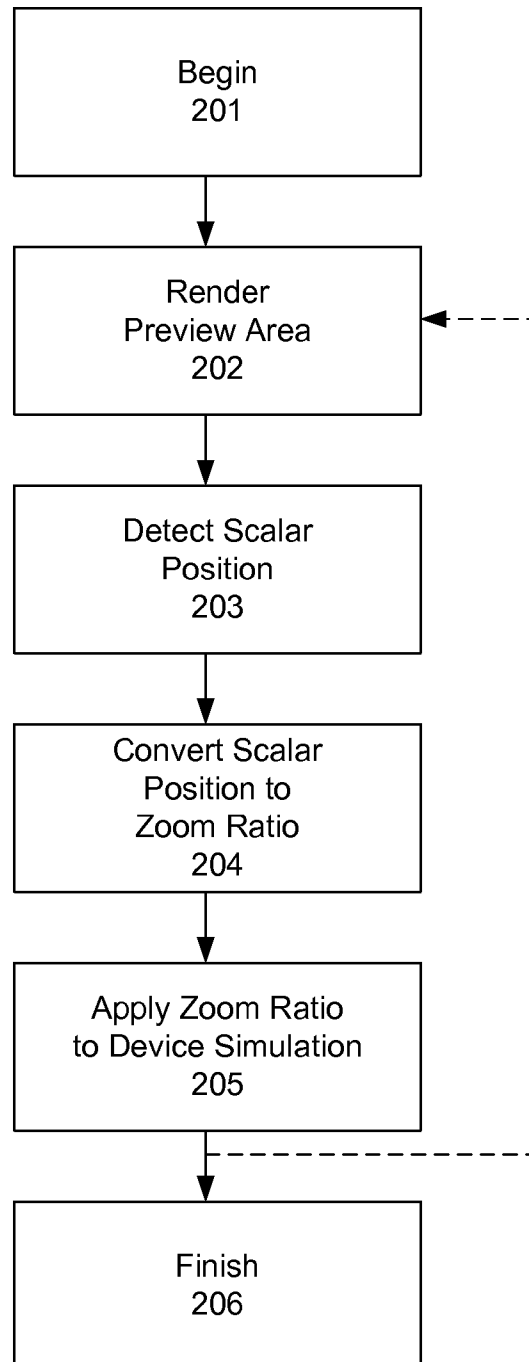 Begin
201
Render
Preview Area
202
Detect Scalar
Position
203
Convert Scalar
Position to
Zoom Ratio
204
Apply Zoom Ratio
to Device Simulation
205
Finish
206